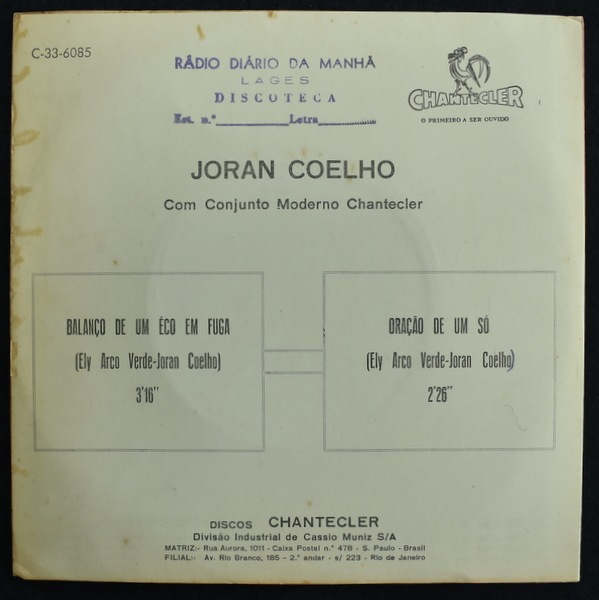 C-33-6085
RÁDIO DIÁRIO DA MANHÃ
LAGES
DISCOTECA
Est. n.º____________Letra____________
CHANTECLER
O PRIMEIRO A SER OUVIDO
JORAN COELHO
Com Conjunto Moderno Chantecler
BALANÇO DE UM ÉCO EM FUGA
(Ely Arco Verde-Joran Coelho)
3'16"
ORAÇÃO DE UM SÓ
(Ely Arco Verde-Joran Coelho)
2'26"
DISCOS CHANTECLER
Divisão Industrial de Cassio Muniz S/A
MATRIZ:- Rua Aurora, 1011 - Caixa Postal n.° 478 - S. Paulo - Brasil
FILIAL:- Av. Rio Branco, 185 - 2.° andar - s/ 223 - Rio de Janeiro